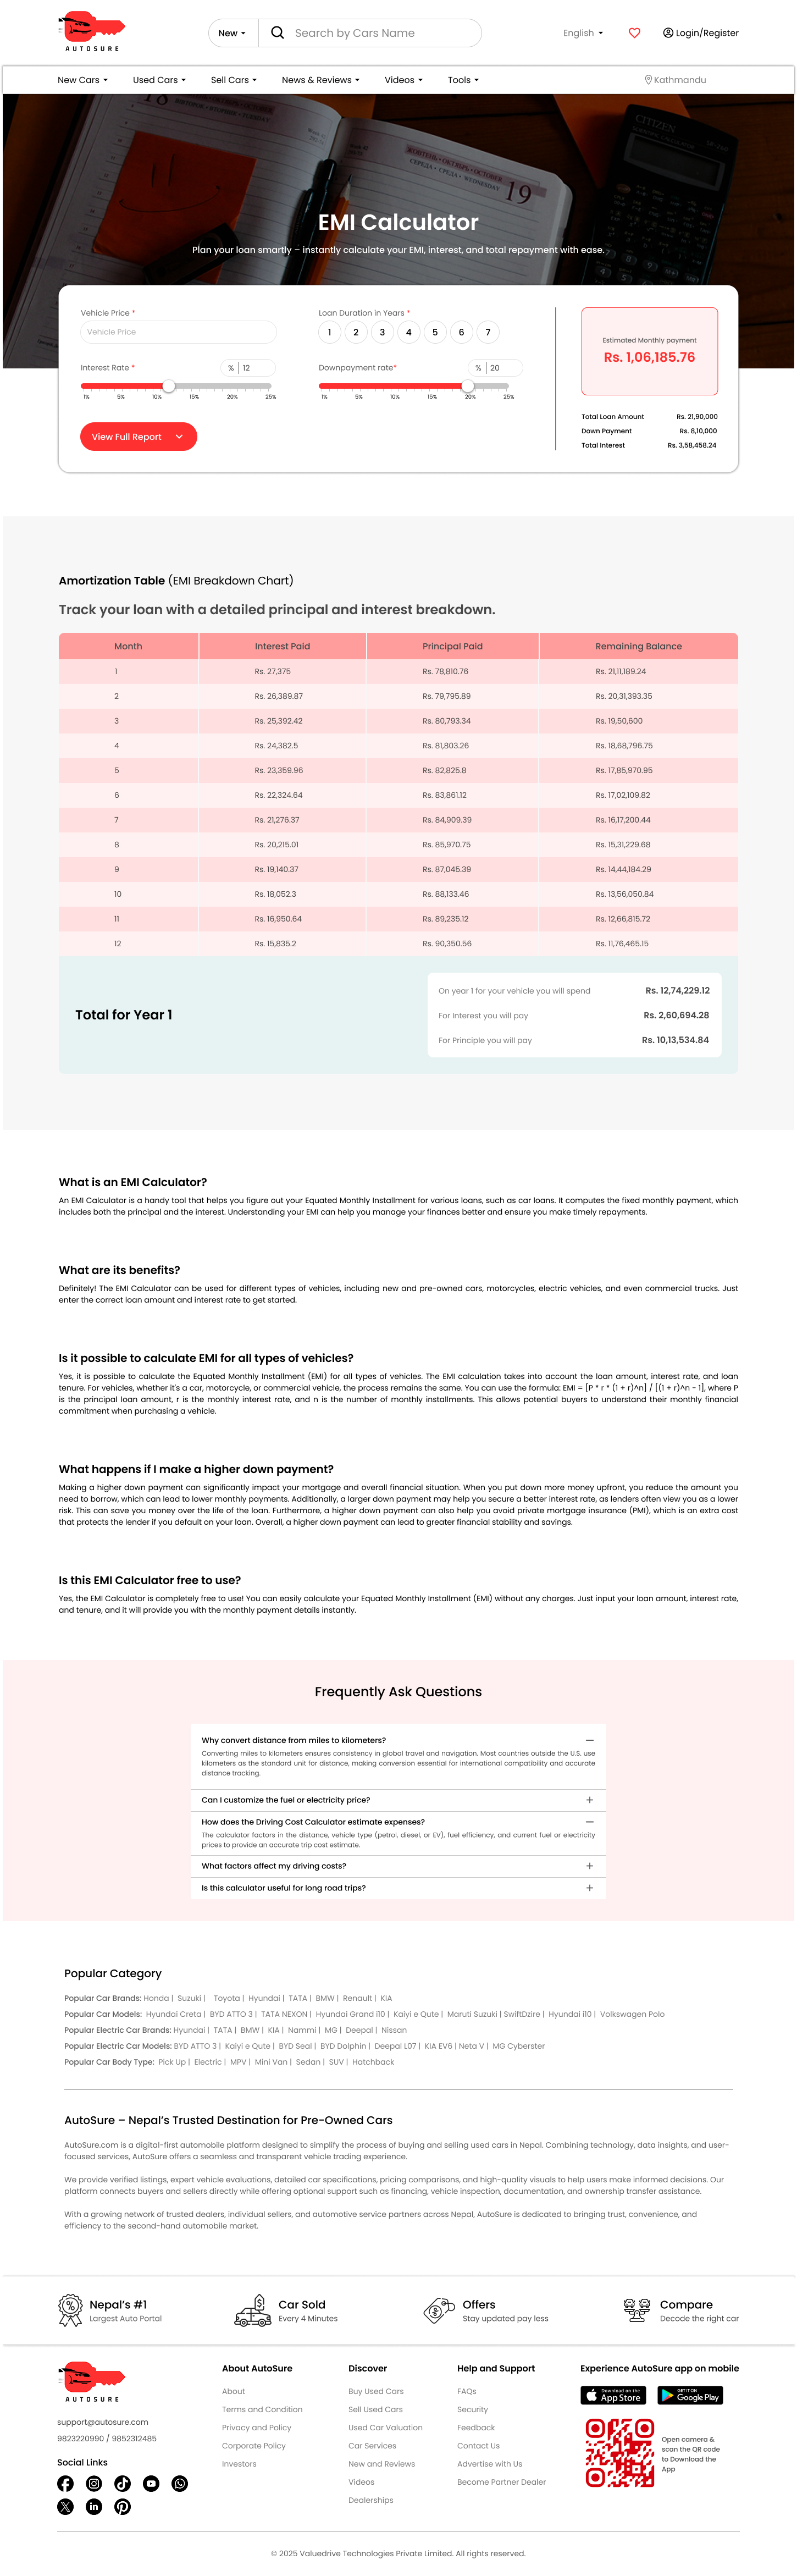 AUTOSURE
New
Search by Cars Name
English
Login/Register
New Cars
Used Cars
Sell Cars
News & Reviews
Videos
Tools
Kathmandu
18
19
CITIZEN
WEDNESDAY
EMI Calculator
Plan your loan smartly – instantly calculate your EMI, interest, and total repayment with ease.
Vehicle Price *
Vehicle Price
Loan Duration in Years *
1 2 3 4 5 6 7
Interest Rate *
% 12
1% 5% 10% 15% 20% 25%
Downpayment rate*
% 20
1% 5% 10% 15% 20% 25%
View Full Report
Estimated Monthly payment
Rs. 1,06,185.76
Total Loan Amount Rs. 21,90,000
Down Payment Rs. 8,10,000
Total Interest Rs. 3,58,458.24
Amortization Table (EMI Breakdown Chart)
Track your loan with a detailed principal and interest breakdown.
Month Interest Paid Principal Paid Remaining Balance
1 Rs. 27,375 Rs. 78,810.76 Rs. 21,11,189.24
2 Rs. 26,389.87 Rs. 79,795.89 Rs. 20,31,393.35
3 Rs. 25,392.42 Rs. 80,793.34 Rs. 19,50,600
4 Rs. 24,382.5 Rs. 81,803.26 Rs. 18,68,796.75
5 Rs. 23,359.96 Rs. 82,825.8 Rs. 17,85,970.95
6 Rs. 22,324.64 Rs. 83,861.12 Rs. 17,02,109.82
7 Rs. 21,276.37 Rs. 84,909.39 Rs. 16,17,200.44
8 Rs. 20,215.01 Rs. 85,970.75 Rs. 15,31,229.68
9 Rs. 19,140.37 Rs. 87,045.39 Rs. 14,44,184.29
10 Rs. 18,052.3 Rs. 88,133.46 Rs. 13,56,050.84
11 Rs. 16,950.64 Rs. 89,235.12 Rs. 12,66,815.72
12 Rs. 15,835.2 Rs. 90,350.56 Rs. 11,76,465.15
Total for Year 1
On year 1 for your vehicle you will spend Rs. 12,74,229.12
For Interest you will pay Rs. 2,60,694.28
For Principle you will pay Rs. 10,13,534.84
What is an EMI Calculator?
An EMI Calculator is a handy tool that helps you figure out your Equated Monthly Installment for various loans, such as car loans. It computes the fixed monthly payment, which
includes both the principal and the interest. Understanding your EMI can help you manage your finances better and ensure you make timely repayments.
What are its benefits?
Definitely! The EMI Calculator can be used for different types of vehicles, including new and pre-owned cars, motorcycles, electric vehicles, and even commercial trucks. Just
enter the correct loan amount and interest rate to get started.
Is it possible to calculate EMI for all types of vehicles?
Yes, it is possible to calculate the Equated Monthly Installment (EMI) for all types of vehicles. The EMI calculation takes into account the loan amount, interest rate, and loan
tenure. For vehicles, whether it's a car, motorcycle, or commercial vehicle, the process remains the same. You can use the formula: EMI = [P * r * (1 + r)^n] / [(1 + r)^n - 1], where P
is the principal loan amount, r is the monthly interest rate, and n is the number of monthly installments. This allows potential buyers to understand their monthly financial
commitment when purchasing a vehicle.
What happens if I make a higher down payment?
Making a higher down payment can significantly impact your mortgage and overall financial situation. When you put down more money upfront, you reduce the amount you
need to borrow, which can lead to lower monthly payments. Additionally, a larger down payment may help you secure a better interest rate, as lenders often view you as a lower
risk. This can save you money over the life of the loan. Furthermore, a higher down payment can also help you avoid private mortgage insurance (PMI), which is an extra cost
that protects the lender if you default on your loan. Overall, a higher down payment can lead to greater financial stability and savings.
Is this EMI Calculator free to use?
Yes, the EMI Calculator is completely free to use! You can easily calculate your Equated Monthly Installment (EMI) without any charges. Just input your loan amount, interest rate,
and tenure, and it will provide you with the monthly payment details instantly.
Frequently Ask Questions
Why convert distance from miles to kilometers?
Converting miles to kilometers ensures consistency in global travel and navigation. Most countries outside the U.S. use
kilometers as the standard unit for distance, making conversion essential for international compatibility and accurate
distance tracking.
Can I customize the fuel or electricity price?
How does the Driving Cost Calculator estimate expenses?
The calculator factors in the distance, vehicle type (petrol, diesel, or EV), fuel efficiency, and current fuel or electricity
prices to provide an accurate trip cost estimate.
What factors affect my driving costs?
Is this calculator useful for long road trips?
Popular Category
Popular Car Brands: Honda | Suzuki | Toyota | Hyundai | TATA | BMW | Renault | KIA
Popular Car Models: Hyundai Creta | BYD ATTO 3 | TATA NEXON | Hyundai Grand i10 | Kaiyi e Qute | Maruti Suzuki | SwiftDzire | Hyundai i10 | Volkswagen Polo
Popular Electric Car Brands: Hyundai | TATA | BMW | KIA | Nammi | MG | Deepal | Nissan
Popular Electric Car Models: BYD ATTO 3 | Kaiyi e Qute | BYD Seal | BYD Dolphin | Deepal L07 | KIA EV6 | Neta V | MG Cyberster
Popular Car Body Type: Pick Up | Electric | MPV | Mini Van | Sedan | SUV | Hatchback
AutoSure – Nepal's Trusted Destination for Pre-Owned Cars
AutoSure.com is a digital-first automobile platform designed to simplify the process of buying and selling used cars in Nepal. Combining technology, data insights, and user-
focused services, AutoSure offers a seamless and transparent vehicle trading experience.
We provide verified listings, expert vehicle evaluations, detailed car specifications, pricing comparisons, and high-quality visuals to help users make informed decisions. Our
platform connects buyers and sellers directly while offering optional support such as financing, vehicle inspection, documentation, and ownership transfer assistance.
With a growing network of trusted dealers, individual sellers, and automotive service partners across Nepal, AutoSure is dedicated to bringing trust, convenience, and
efficiency to the second-hand automobile market.
Nepal's #1
Largest Auto Portal
Car Sold
Every 4 Minutes
Offers
Stay updated pay less
Compare
Decode the right car
AUTOSURE
support@autosure.com
9823220990 / 9852312485
Social Links
About AutoSure
About
Terms and Condition
Privacy and Policy
Corporate Policy
Investors
Discover
Buy Used Cars
Sell Used Cars
Used Car Valuation
Car Services
New and Reviews
Videos
Dealerships
Help and Support
FAQs
Security
Feedback
Contact Us
Advertise with Us
Become Partner Dealer
Experience AutoSure app on mobile
Download on the
App Store
GET IT ON
Google Play
Open camera &
scan the QR code
to Download the
App
© 2025 Valuedrive Technologies Private Limited. All rights reserved.